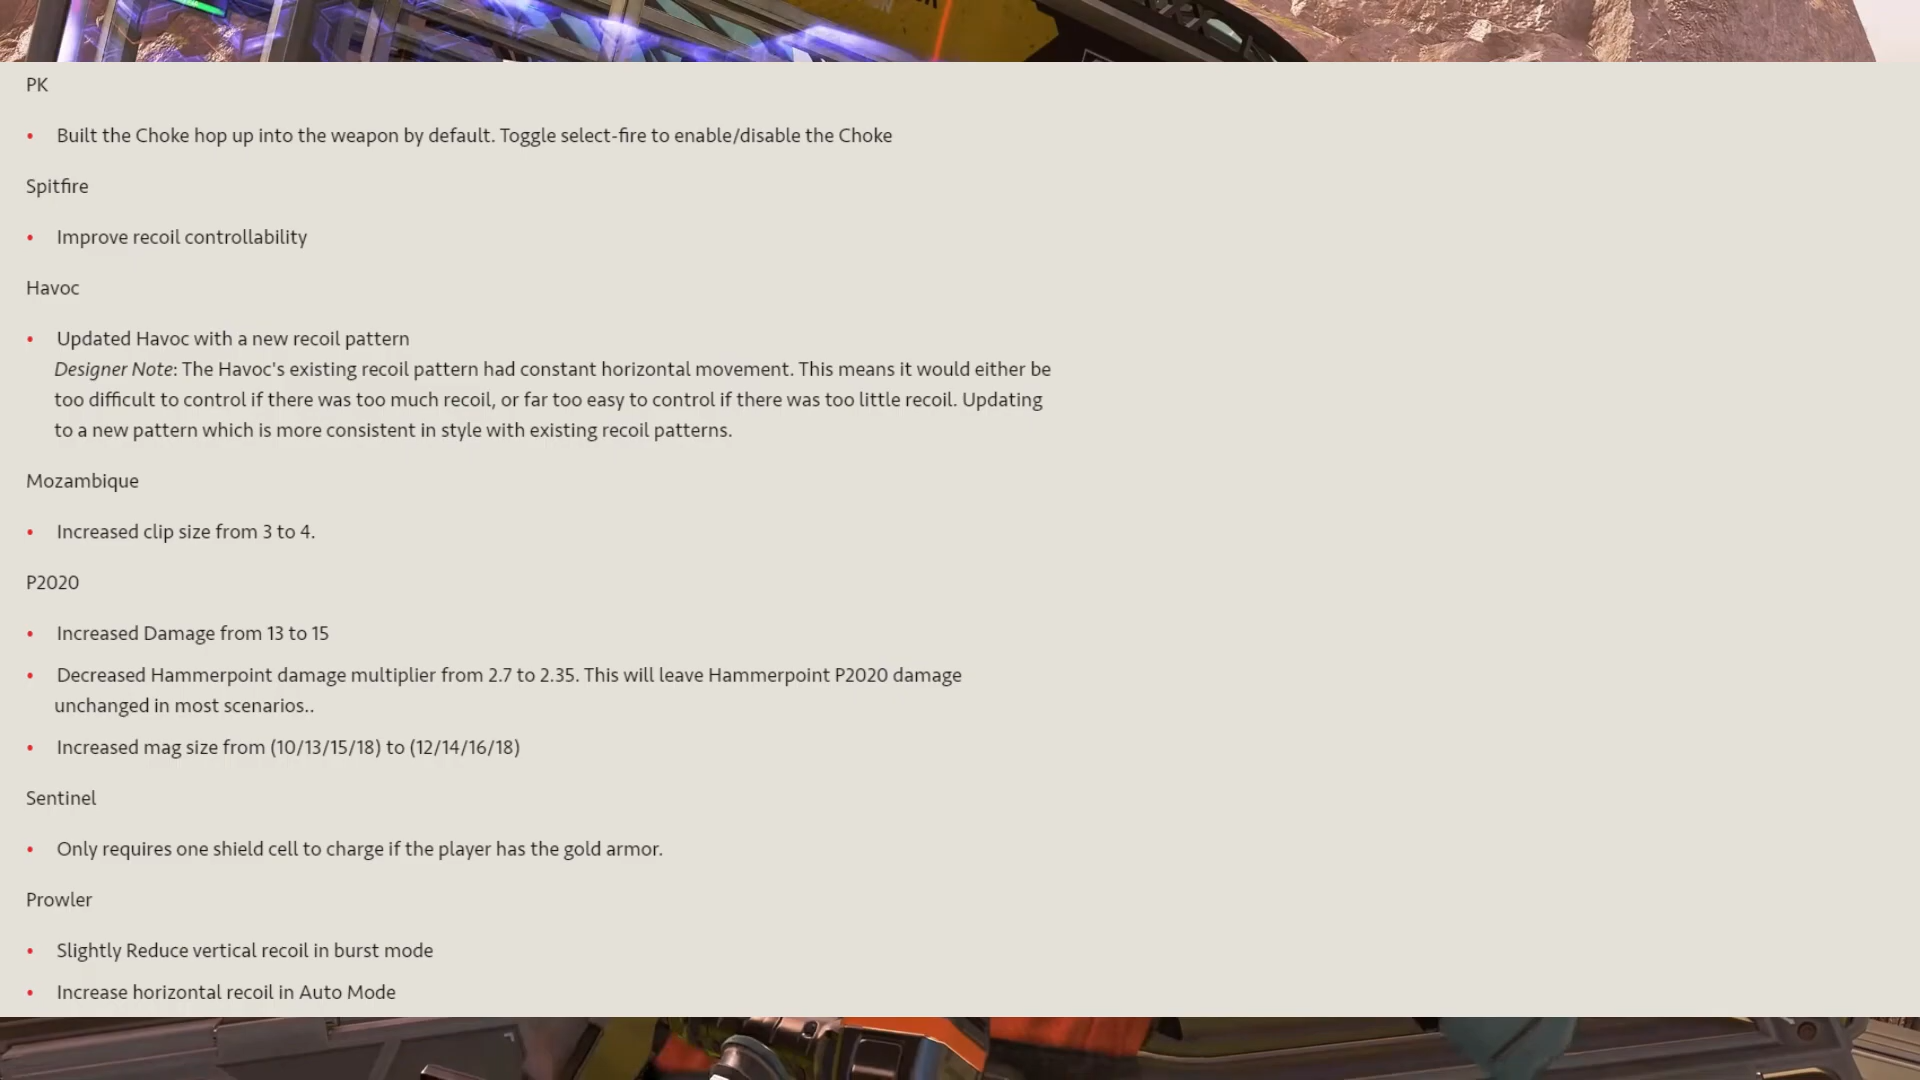 PK
• Built the Choke hop up into the weapon by default. Toggle select-fire to enable/disable the Choke
Spitfire
• Improve recoil controllability
Havoc
• Updated Havoc with a new recoil pattern
Designer Note: The Havoc's existing recoil pattern had constant horizontal movement. This means it would either be
too difficult to control if there was too much recoil, or far too easy to control if there was too little recoil. Updating
to a new pattern which is more consistent in style with existing recoil patterns.
Mozambique
• Increased clip size from 3 to 4.
P2020
• Increased Damage from 13 to 15
• Decreased Hammerpoint damage multiplier from 2.7 to 2.35. This will leave Hammerpoint P2020 damage
unchanged in most scenarios..
• Increased mag size from (10/13/15/18) to (12/14/16/18)
Sentinel
• Only requires one shield cell to charge if the player has the gold armor.
Prowler
• Slightly Reduce vertical recoil in burst mode
• Increase horizontal recoil in Auto Mode